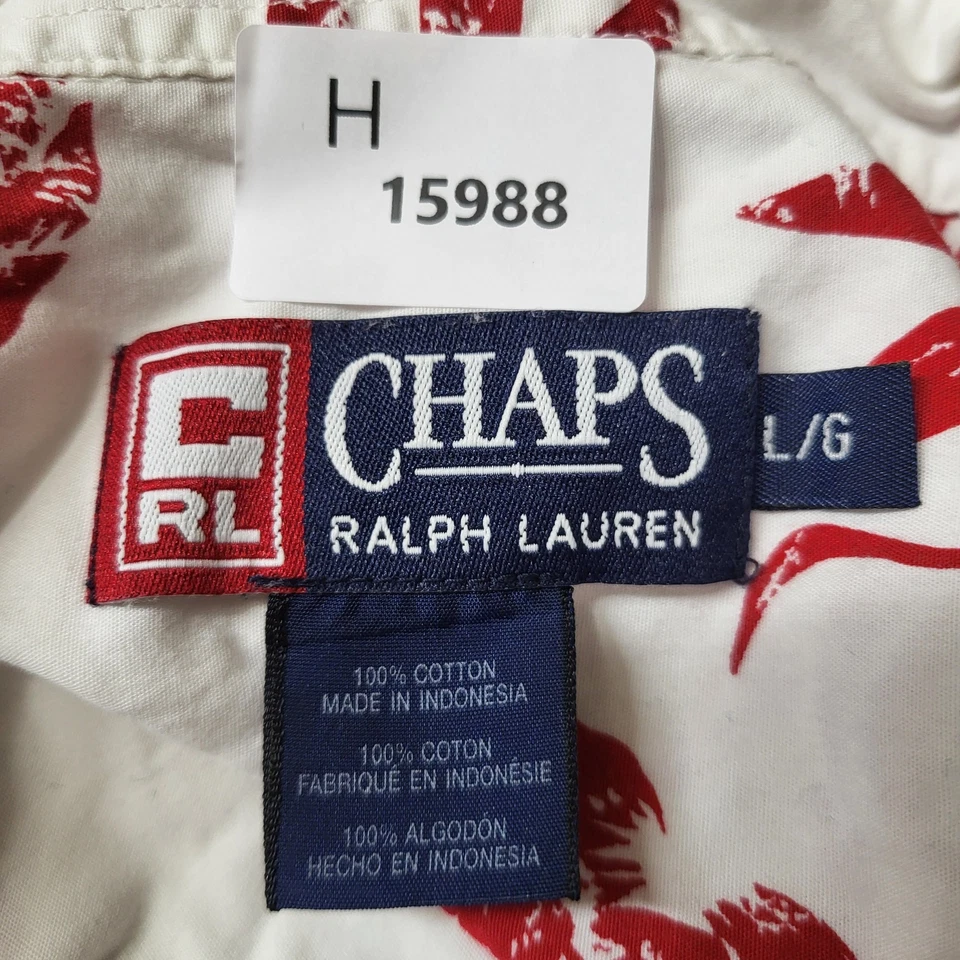 H
15988
C
RL
CHAPS
RALPH LAUREN
L/G
100% COTTON
MADE IN INDONESIA
100% COTON
FABRIQUÉ EN INDONÉSIE
100% ALGODÓN
HECHO EN INDONESIA